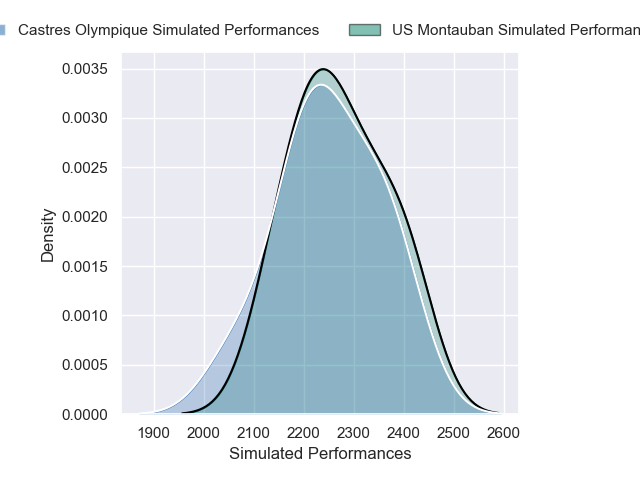 Castres Olympique Simulated Performances US Montauban Simulated
0.0035
0.0030
0.0025
0.0020
0.0015
0.0010
0.0005
0.0000
Density
1900 2000 2100 2200 2300 2400 2500 2600
Simulated Performances